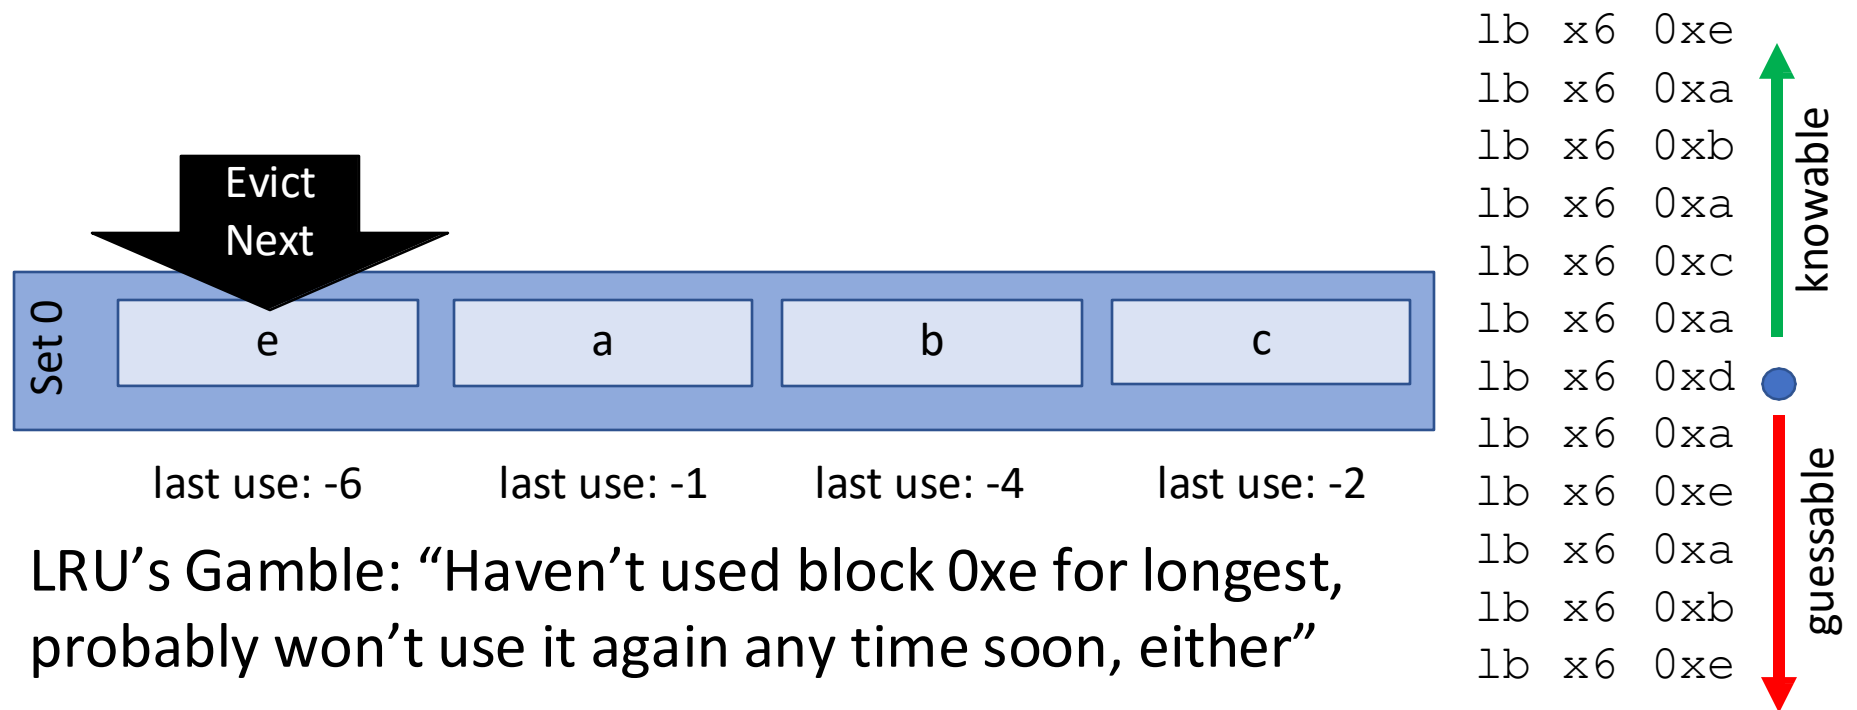 Evict
Next
Set 0
e
a
b
c
last use: -6
last use: -1
last use: -4
last use: -2
LRU’s Gamble: “Haven’t used block 0xe for longest,
probably won’t use it again any time soon, either”
lb x6 0xe
lb x6 0xa
lb x6 0xb
lb x6 0xa
lb x6 0xc
lb x6 0xa
lb x6 0xd
lb x6 0xa
lb x6 0xe
lb x6 0xa
lb x6 0xb
lb x6 0xe
knowable
guessable